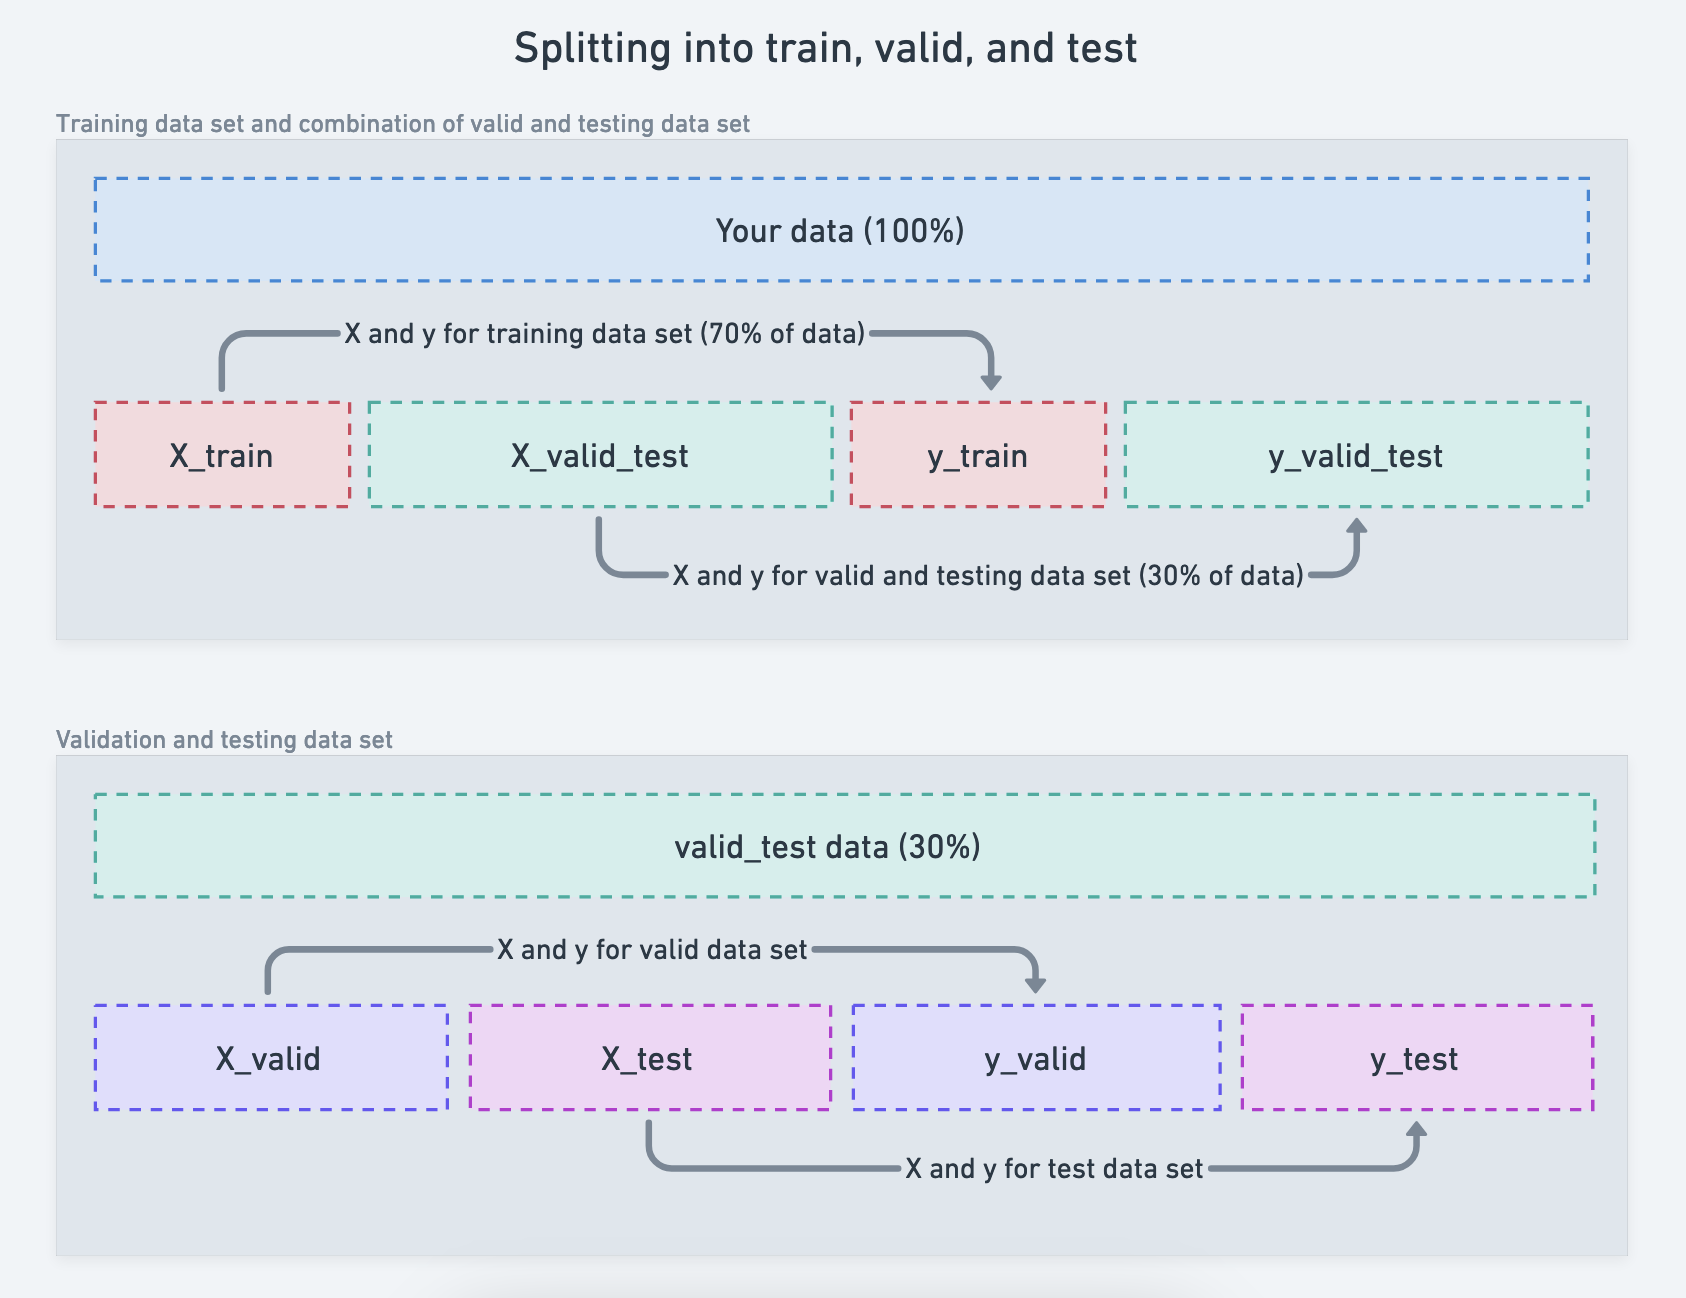 Splitting into train, valid, and test
Training data set and combination of valid and testing data set
Your data (100%)
X and y for training data set (70% of data)
X_train
X_valid_test
y_train
y_valid_test
X and y for valid and testing data set (30% of data)
Validation and testing data set
valid_test data (30%)
X and y for valid data set
X_valid
X_test
y_valid
y_test
X and y for test data set